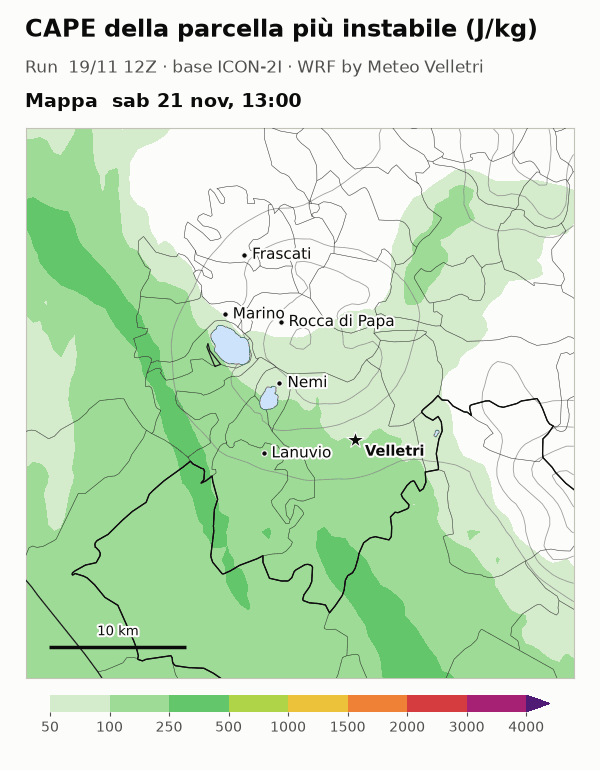 CAPE della parcella più instabile (J/kg)
Run  19/11 12Z · base ICON-2I · WRF by Meteo Velletri
Mappa  sab 21 nov, 13:00
Frascati
Marino
Rocca di Papa
Nemi
Velletri
Lanuvio
10 km
50 100 250 500 1000 1500 2000 3000 4000